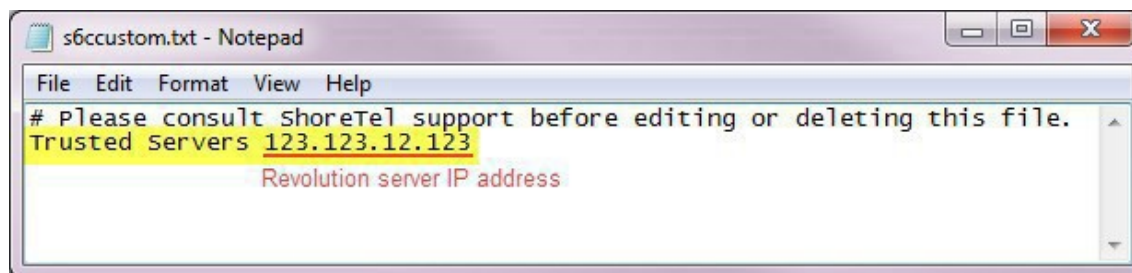 s6ccustom.txt - Notepad
File Edit Format View Help
# Please consult ShoreTel support before editing or deleting this file.
Trusted Servers 123.123.12.123
Revolution server IP address